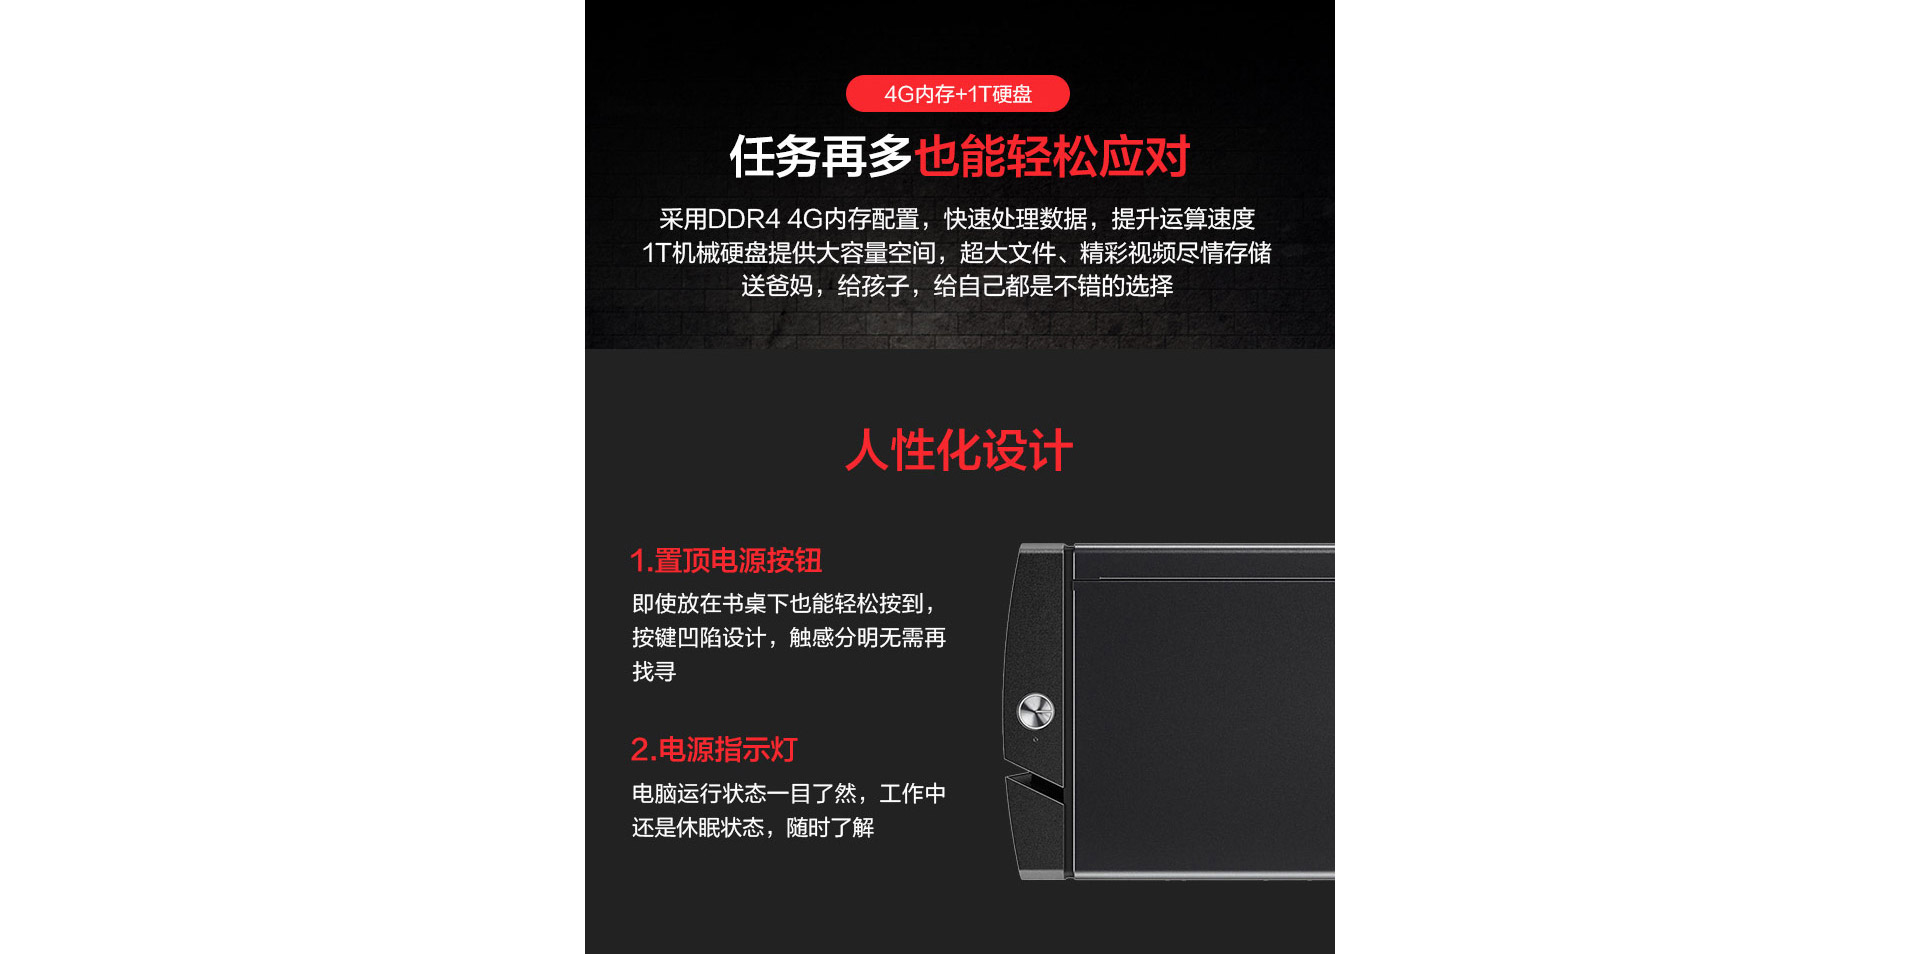 4G内存+1T硬盘
任务再多也能轻松应对
采用DDR4 4G内存配置，快速处理数据，提升运算速度
1T机械硬盘提供大容量空间，超大文件、精彩视频尽情存储
送爸妈，给孩子，给自己都是不错的选择
人性化设计
1.置顶电源按钮
即使放在书桌下也能轻松按到，
按键凹陷设计，触感分明无需再
找寻
2.电源指示灯
电脑运行状态一目了然，工作中
还是休眠状态，随时了解